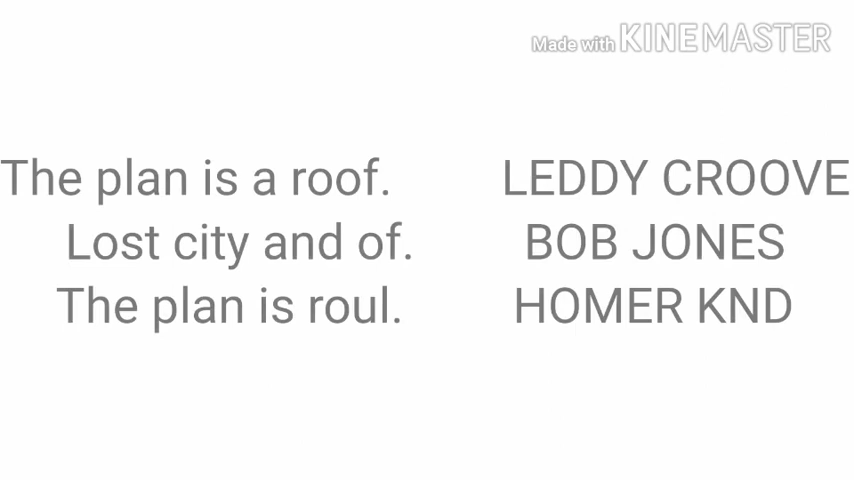 Made with KINEMASTER
The plan is a roof. LEDDY CROOVE
Lost city and of. BOB JONES
The plan is roul. HOMER KND